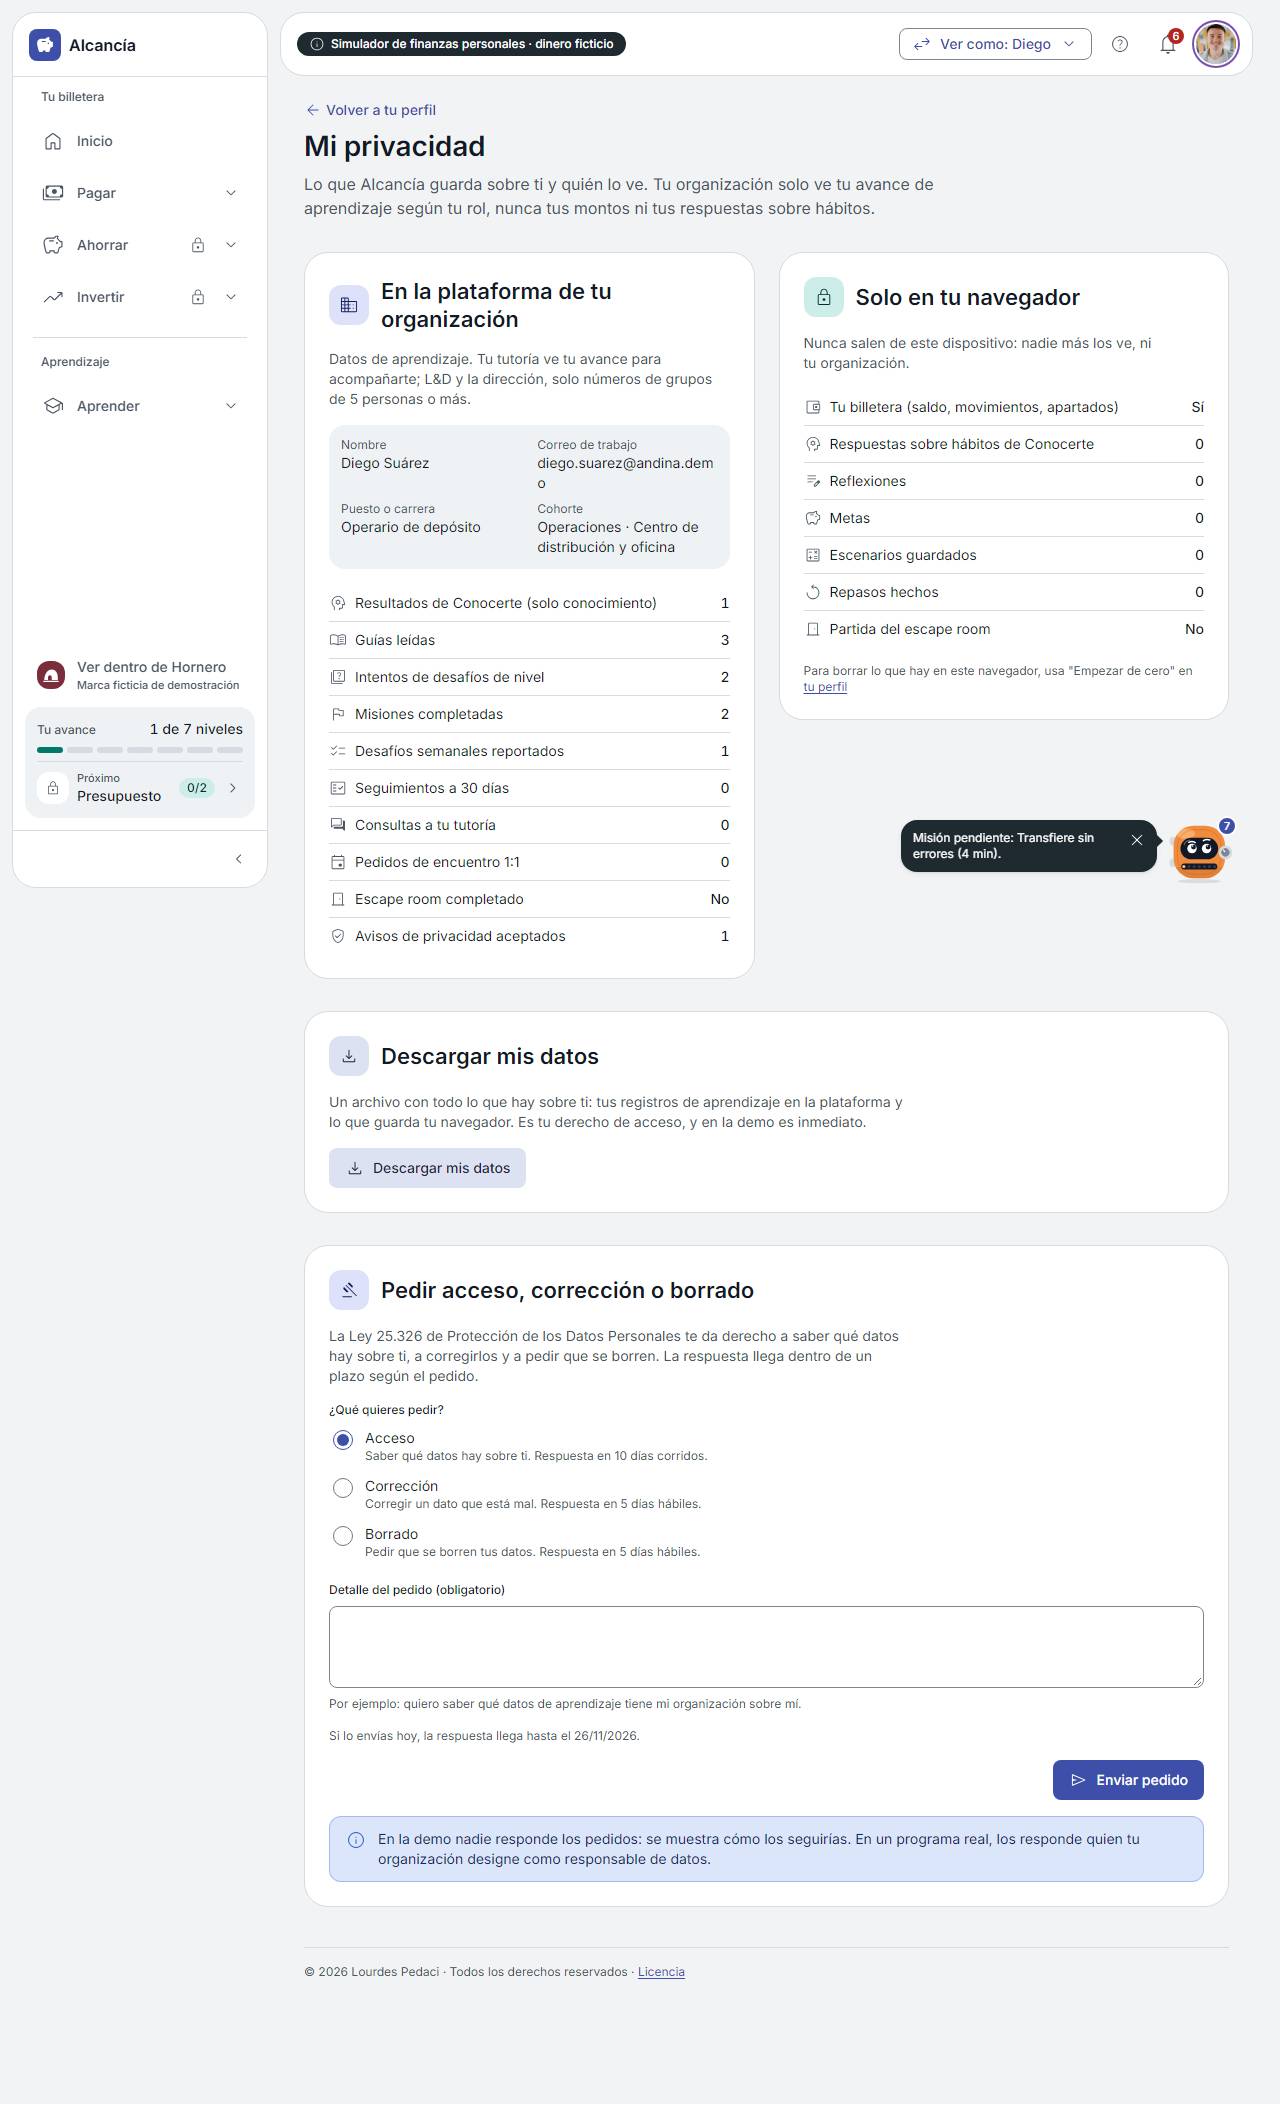 Alcancía
Simulador de finanzas personales · dinero ficticio
Ver como: Diego
6
Tu billetera
Inicio
Pagar
Ahorrar
Invertir
Aprendizaje
Aprender
Ver dentro de Hornero
Marca ficticia de demostración
Tu avance
1 de 7 niveles
Próximo
Presupuesto
0/2
Volver a tu perfil
Mi privacidad
Lo que Alcancía guarda sobre ti y quién lo ve. Tu organización solo ve tu avance de
aprendizaje según tu rol, nunca tus montos ni tus respuestas sobre hábitos.
En la plataforma de tu
organización
Datos de aprendizaje. Tu tutoría ve tu avance para
acompañarte; L&D y la dirección, solo números de grupos
de 5 personas o más.
Nombre
Diego Suárez
Correo de trabajo
diego.suarez@andina.dem
o
Puesto o carrera
Operario de depósito
Cohorte
Operaciones · Centro de
distribución y oficina
Resultados de Conocerte (solo conocimiento) 1
Guías leídas 3
Intentos de desafíos de nivel 2
Misiones completadas 2
Desafíos semanales reportados 1
Seguimientos a 30 días 0
Consultas a tu tutoría 0
Pedidos de encuentro 1:1 0
Escape room completado No
Avisos de privacidad aceptados 1
Solo en tu navegador
Nunca salen de este dispositivo: nadie más los ve, ni
tu organización.
Tu billetera (saldo, movimientos, apartados) Sí
Respuestas sobre hábitos de Conocerte 0
Reflexiones 0
Metas 0
Escenarios guardados 0
Repasos hechos 0
Partida del escape room No
Para borrar lo que hay en este navegador, usa "Empezar de cero" en
tu perfil
Misión pendiente: Transfiere sin
errores (4 min).
7
Descargar mis datos
Un archivo con todo lo que hay sobre ti: tus registros de aprendizaje en la plataforma y
lo que guarda tu navegador. Es tu derecho de acceso, y en la demo es inmediato.
Descargar mis datos
Pedir acceso, corrección o borrado
La Ley 25.326 de Protección de los Datos Personales te da derecho a saber qué datos
hay sobre ti, a corregirlos y a pedir que se borren. La respuesta llega dentro de un
plazo según el pedido.
¿Qué quieres pedir?
Acceso
Saber qué datos hay sobre ti. Respuesta en 10 días corridos.
Corrección
Corregir un dato que está mal. Respuesta en 5 días hábiles.
Borrado
Pedir que se borren tus datos. Respuesta en 5 días hábiles.
Detalle del pedido (obligatorio)
Por ejemplo: quiero saber qué datos de aprendizaje tiene mi organización sobre mí.
Si lo envías hoy, la respuesta llega hasta el 26/11/2026.
Enviar pedido
En la demo nadie responde los pedidos: se muestra cómo los seguirías. En un programa real, los responde quien tu
organización designe como responsable de datos.
© 2026 Lourdes Pedaci · Todos los derechos reservados · Licencia